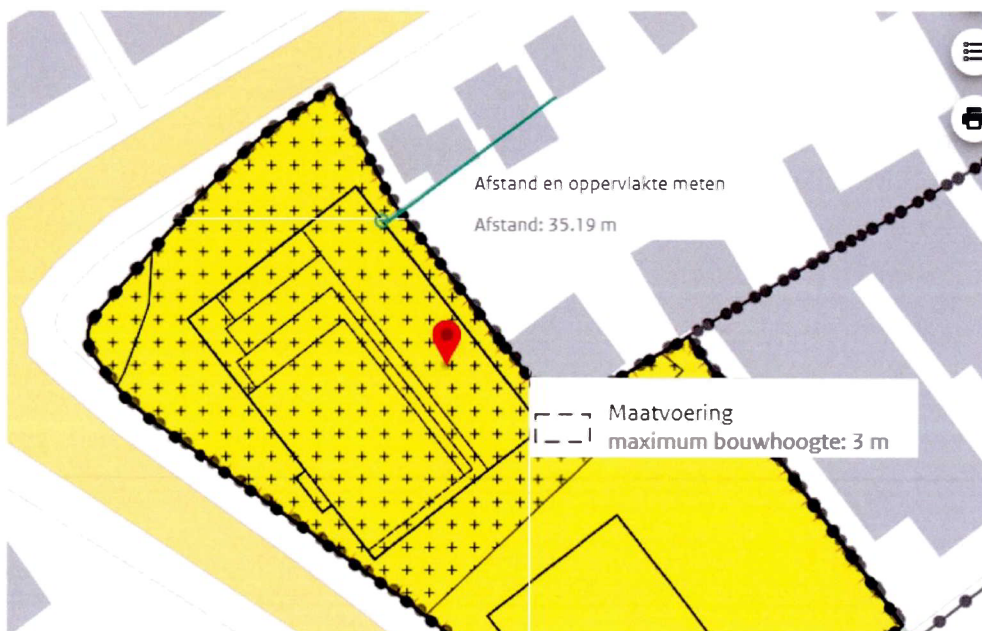 Afstand en oppervlakte meten
Afstand: 35.19 m
Maatvoering
maximum bouwhoogte: 3 m